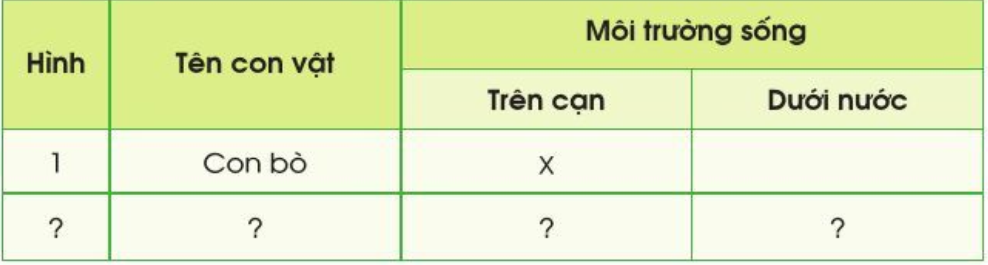 Hình Tên con vật Môi trường sống
Trên cạn Dưới nước
1 Con bò X
? ? ? ?